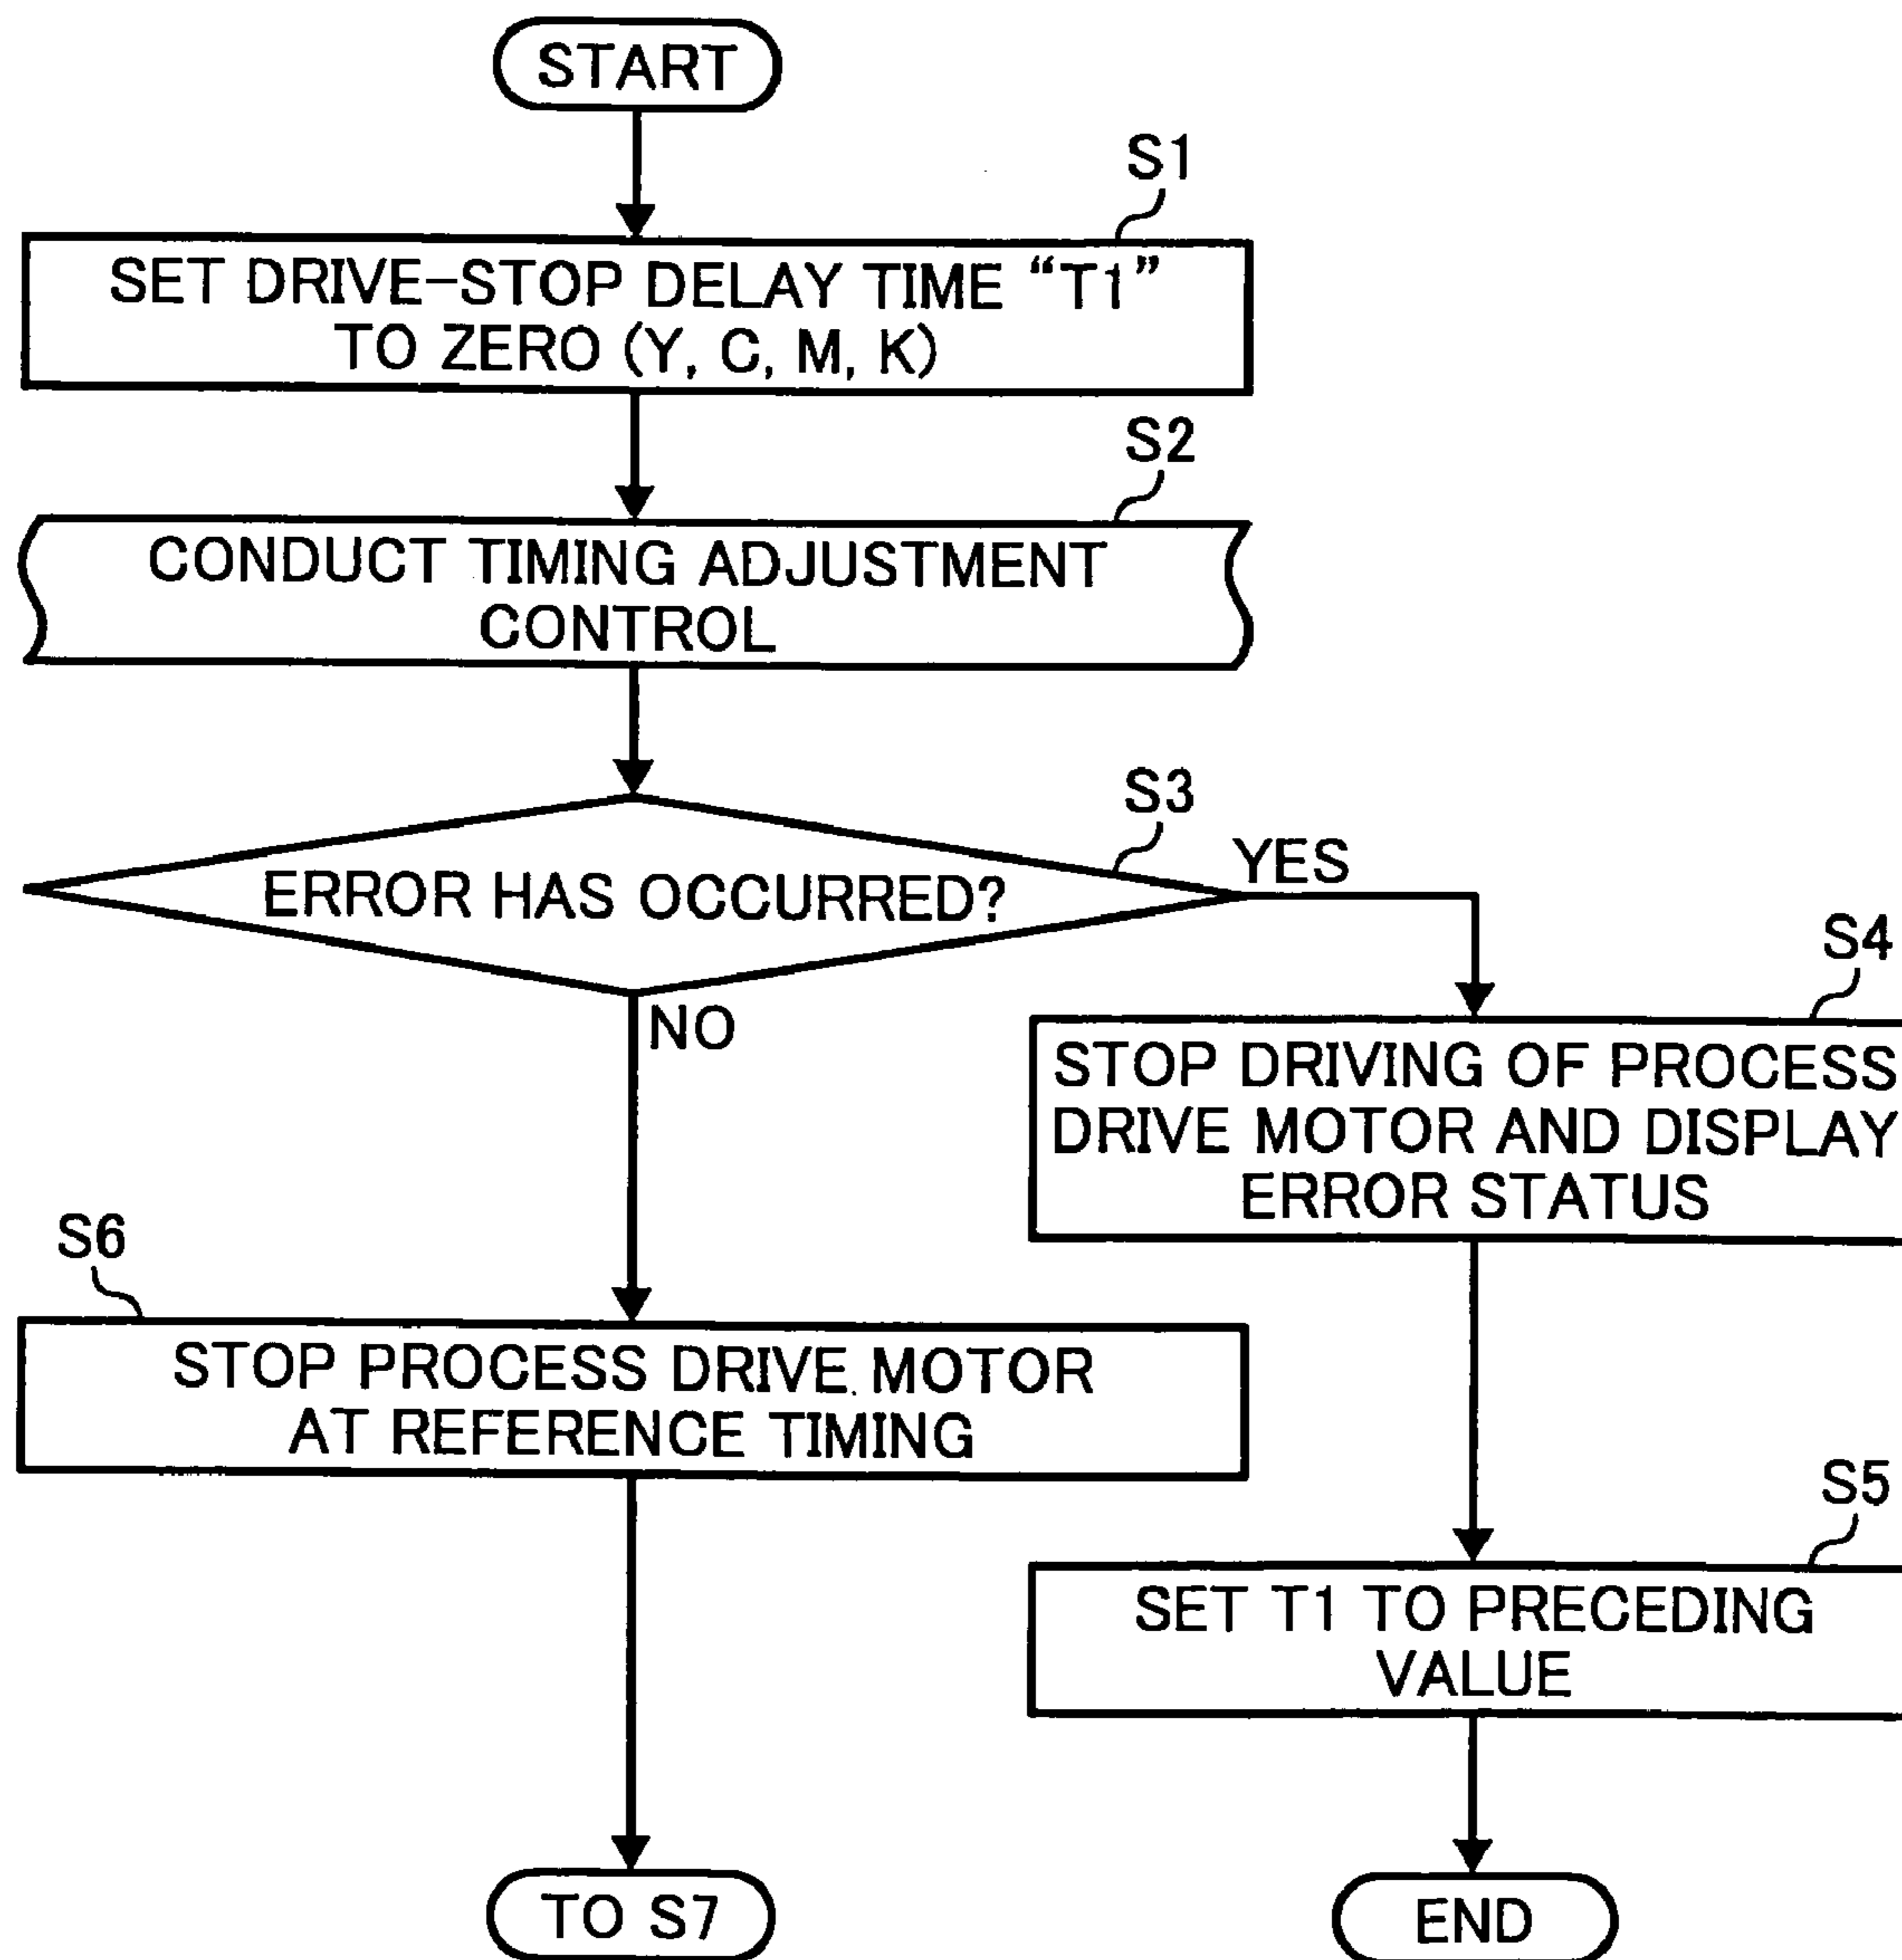 START
S1
SET DRIVE-STOP DELAY TIME “T1”
TO ZERO (Y, C, M, K)
S2
CONDUCT TIMING ADJUSTMENT
CONTROL
S3
ERROR HAS OCCURRED?
YES
NO
S4
STOP DRIVING OF PROCESS
DRIVE MOTOR AND DISPLAY
ERROR STATUS
S6
STOP PROCESS DRIVE MOTOR
AT REFERENCE TIMING
S5
SET T1 TO PRECEDING
VALUE
TO S7
END